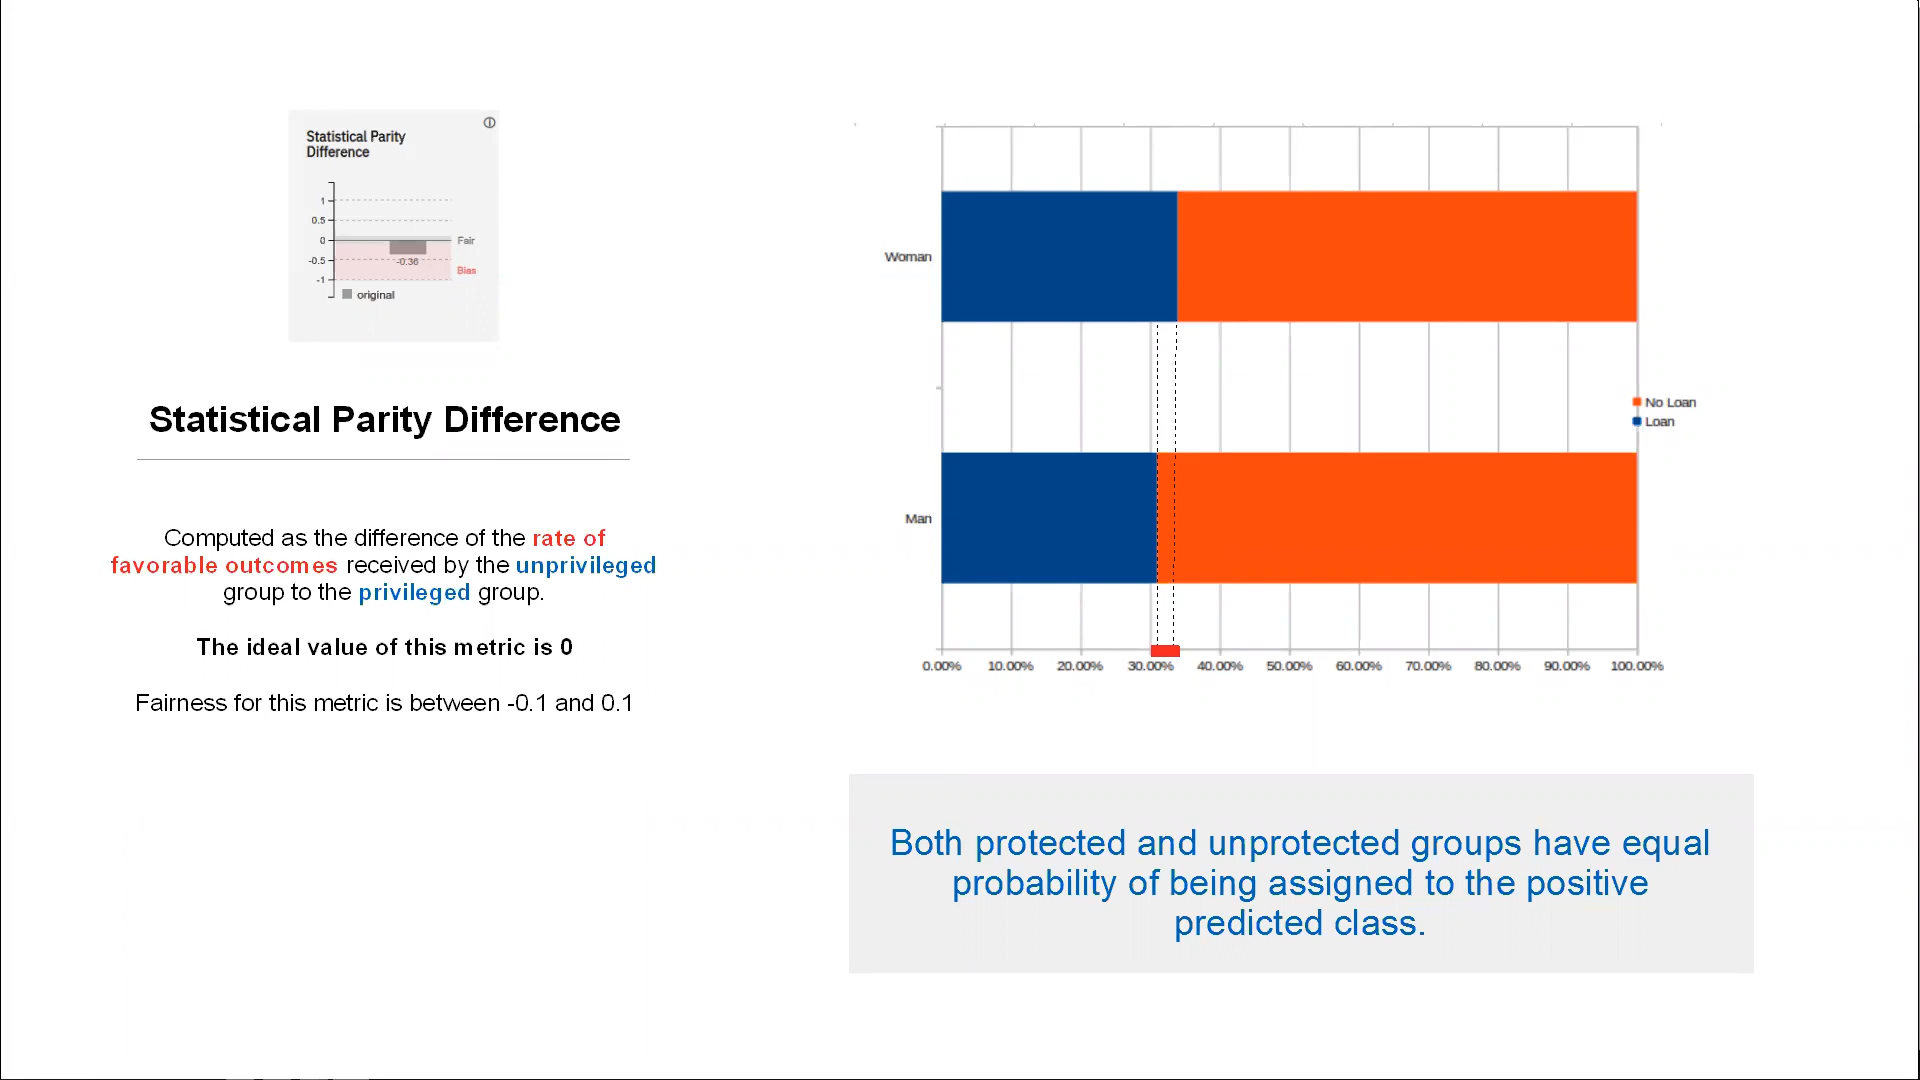 Statistical Parity
Difference
1
0.5
0
-0.5
-1
-0.36
Fair
Bias
original
Statistical Parity Difference
Computed as the difference of the rate of
favorable outcomes received by the unprivileged
group to the privileged group.
The ideal value of this metric is 0
Fairness for this metric is between -0.1 and 0.1
Woman
Man
No Loan
Loan
0.00% 10.00% 20.00% 30.00% 40.00% 50.00% 60.00% 70.00% 80.00% 90.00% 100.00%
Both protected and unprotected groups have equal
probability of being assigned to the positive
predicted class.